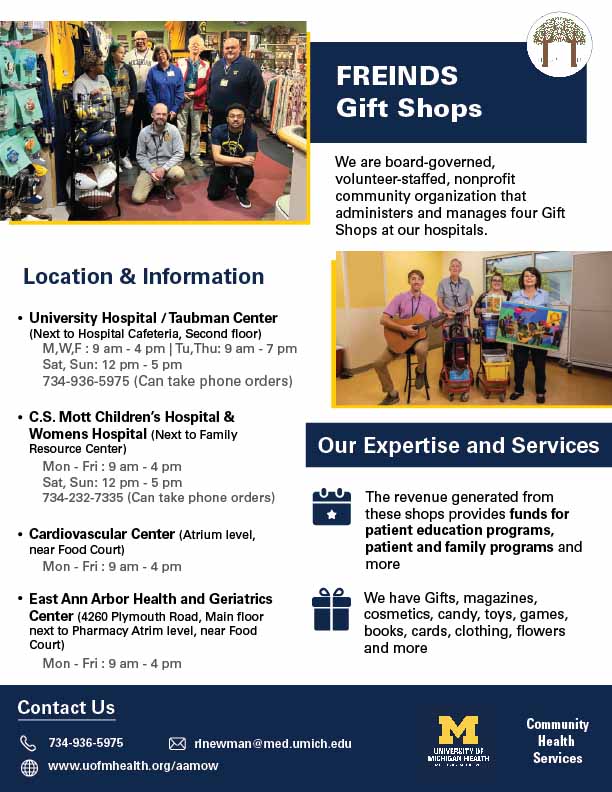 FREINDS
Gift Shops
We are board-governed,
volunteer-staffed, nonprofit
community organization that
administers and manages four Gift
Shops at our hospitals.
Location & Information
• University Hospital / Taubman Center
(Next to Hospital Cafeteria, Second floor)
M,W,F : 9 am - 4 pm | Tu,Thu: 9 am - 7 pm
Sat, Sun: 12 pm - 5 pm
734-936-5975 (Can take phone orders)
• C.S. Mott Children's Hospital &
Womens Hospital (Next to Family
Resource Center)
Mon - Fri : 9 am - 4 pm
Sat, Sun: 12 pm - 5 pm
734-232-7335 (Can take phone orders)
• Cardiovascular Center (Atrium level,
near Food Court)
Mon - Fri : 9 am - 4 pm
• East Ann Arbor Health and Geriatrics
Center (4260 Plymouth Road, Main floor
next to Pharmacy Atrim level, near Food
Court)
Mon - Fri : 9 am - 4 pm
Our Expertise and Services
The revenue generated from
these shops provides funds for
patient education programs,
patient and family programs and
more
We have Gifts, magazines,
cosmetics, candy, toys, games,
books, cards, clothing, flowers
and more
Contact Us
734-936-5975
rlnewman@med.umich.edu
www.uofmhealth.org/aamow
M
UNIVERSITY OF
MICHIGAN HEALTH
Community
Health
Services